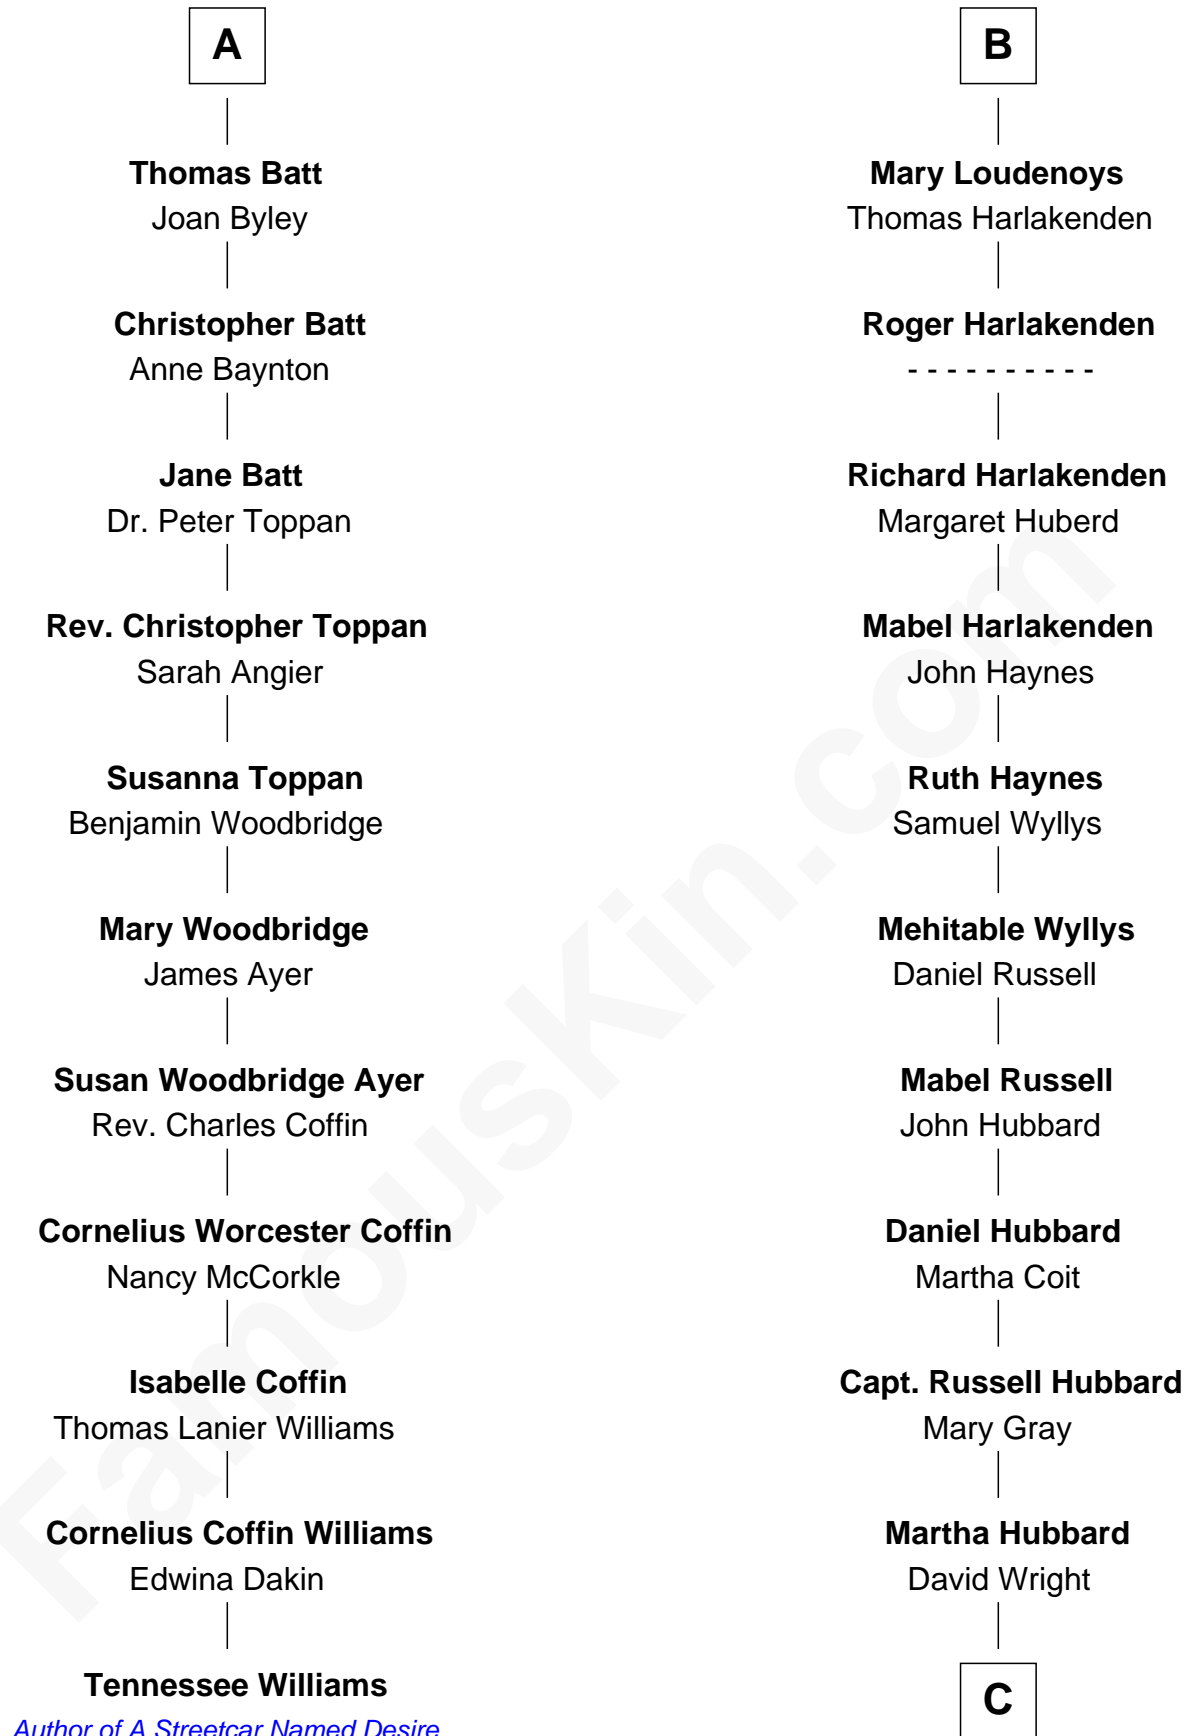 A
Thomas Batt
Joan Byley
Christopher Batt
Anne Baynton
Jane Batt
Dr. Peter Toppan
Rev. Christopher Toppan
Sarah Angier
Susanna Toppan
Benjamin Woodbridge
Mary Woodbridge
James Ayer
Susan Woodbridge Ayer
Rev. Charles Coffin
Cornelius Worcester Coffin
Nancy McCorkle
Isabelle Coffin
Thomas Lanier Williams
Cornelius Coffin Williams
Edwina Dakin
Tennessee Williams
Author of A Streetcar Named Desire
B
Mary Loudenoys
Thomas Harlakenden
Roger Harlakenden
- - - - - - - - - -
Richard Harlakenden
Margaret Huberd
Mabel Harlakenden
John Haynes
Ruth Haynes
Samuel Wyllys
Mehitable Wyllys
Daniel Russell
Mabel Russell
John Hubbard
Daniel Hubbard
Martha Coit
Capt. Russell Hubbard
Mary Gray
Martha Hubbard
David Wright
C
FamousKin.com